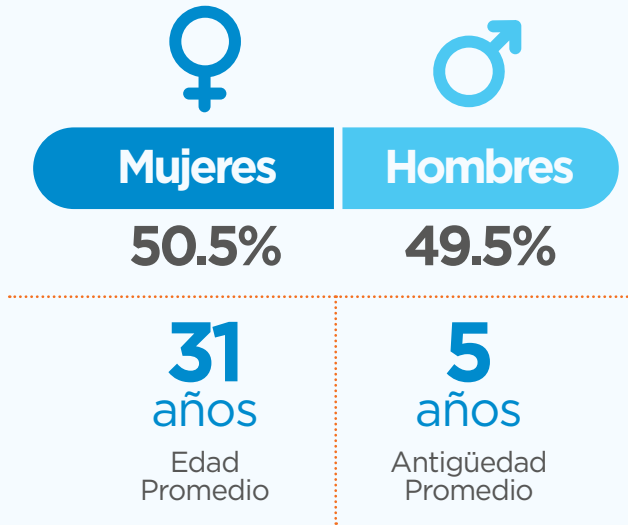 Mujeres
Hombres
50.5%
49.5%
31
años
Edad
Promedio
5
años
Antigüedad
Promedio